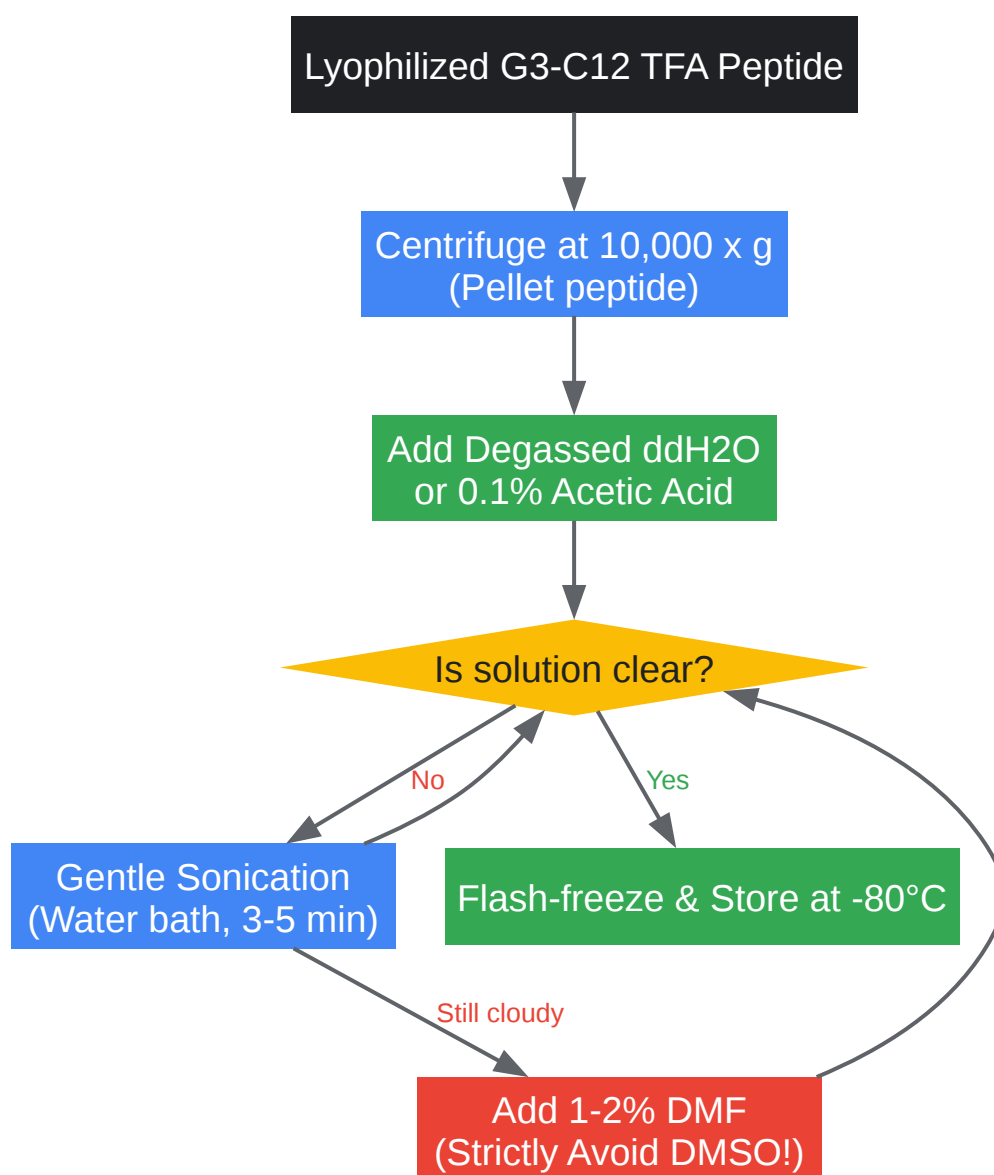 Lyophilized G3-C12 TFA Peptide
Centrifuge at 10,000 x g
(Pellet peptide)
Add Degassed ddH2O
or 0.1% Acetic Acid
Is solution clear?
No
Yes
Gentle Sonication
(Water bath, 3-5 min)
Flash-freeze & Store at -80°C
Still cloudy
Add 1-2% DMF
(Strictly Avoid DMSO!)